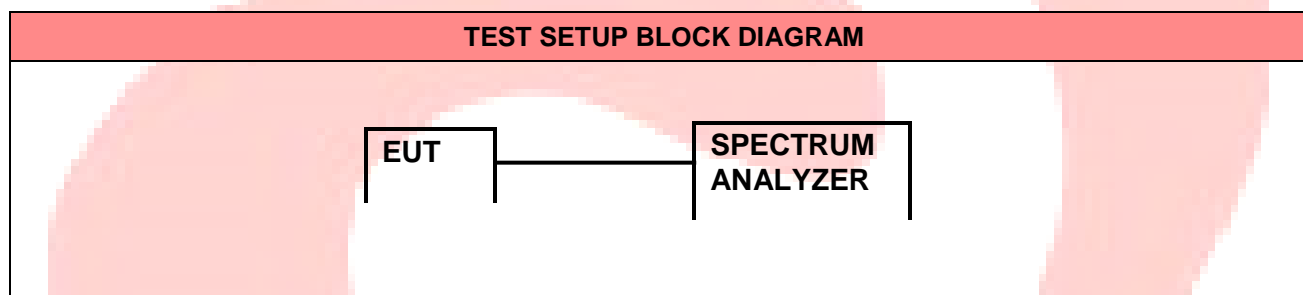 TEST SETUP BLOCK DIAGRAM
EUT
SPECTRUM
ANALYZER